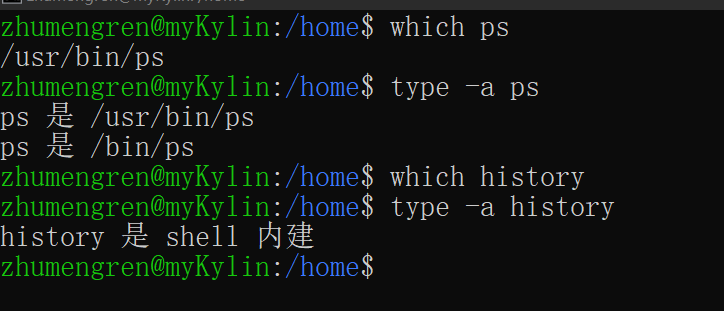 zhumengren@myKylin:/home$ which ps
/usr/bin/ps
zhumengren@myKylin:/home$ type -a ps
ps 是 /usr/bin/ps
ps 是 /bin/ps
zhumengren@myKylin:/home$ which history
zhumengren@myKylin:/home$ type -a history
history 是 shell 内建
zhumengren@myKylin:/home$